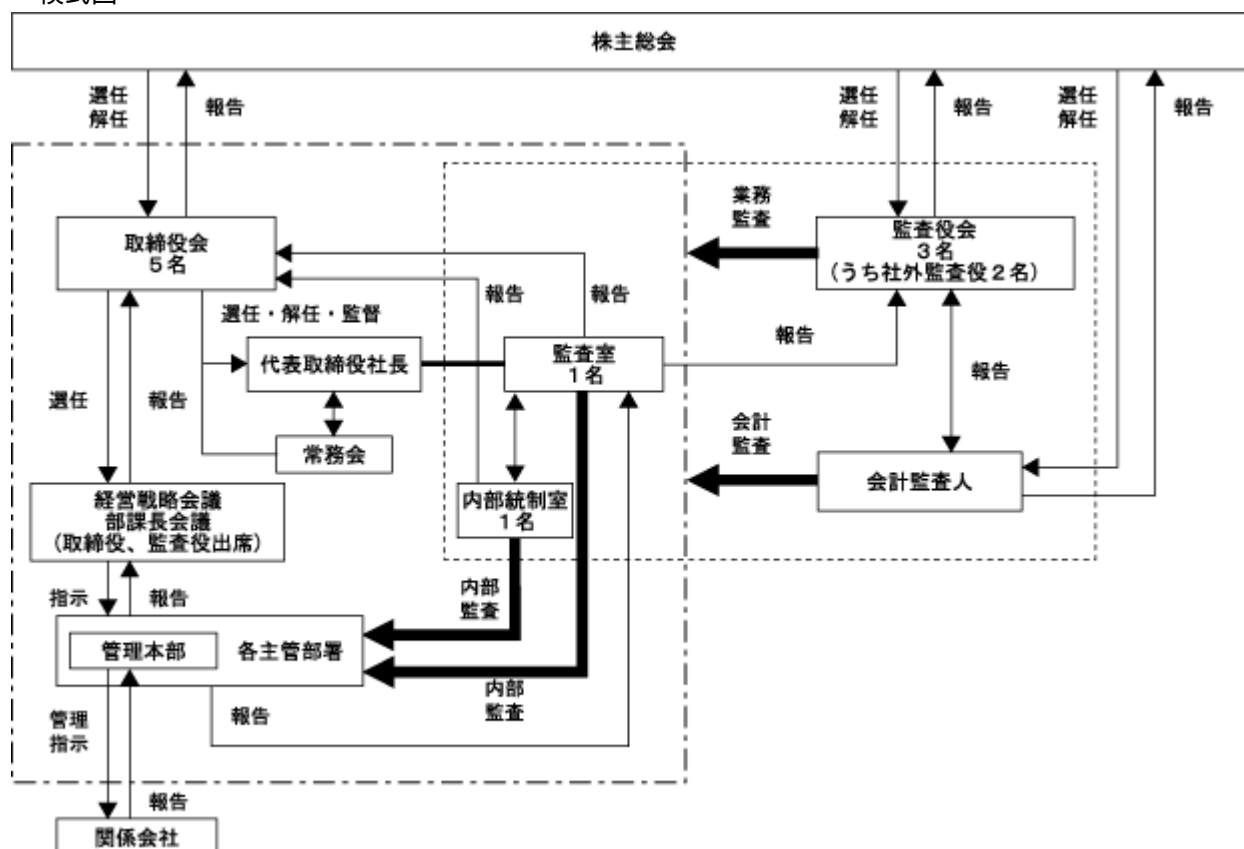 模式図
株主総会
選任
解任
報告
選任
解任
報告
選任
解任
報告
取締役会
5名
業務
監査
監査役会
3名
(うち社外監査役2名)
報告
報告
選任・解任・監督
代表取締役社長
監査室
1名
報告
報告
選任
報告
常務会
会計
監査
会計監査人
経営戦略会議
部課長会議
(取締役、監査役出席)
内部統制室
1名
指示
報告
内部
監査
管理本部
各主管部署
内部
監査
報告
管理
指示
報告
関係会社